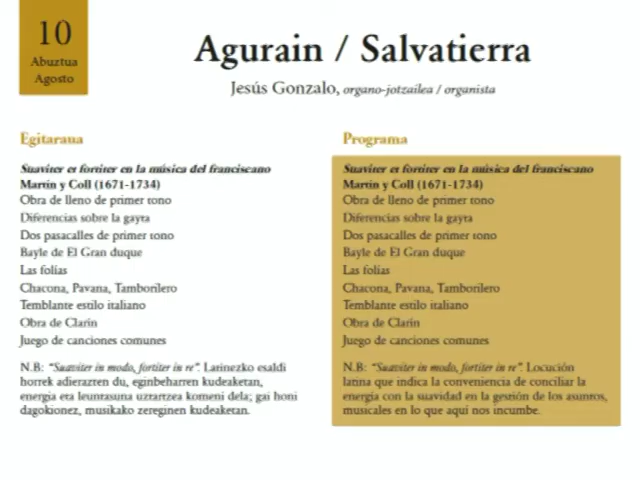 10
Abuztua
Agosto
Agurain / Salvatierra
Jesús Gonzalo, organo-jotzailea / organista
Egitaraua
Suaviter et fortiter en la música del franciscano
Martín y Coll (1671-1734)
Obra de lleno de primer tono
Diferencias sobre la gayta
Dos pasacalles de primer tono
Bayle de El Gran duque
Las folías
Chacona, Pavana, Tamborilero
Temblante estilo italiano
Obra de Clarín
Juego de canciones comunes
N.B: “Suaviter in modo, fortiter in re”. Latinezko esaldi
horrek adierazten du, eginbeharren kudeaketan,
energia eta leuntasuna uztartzea komeni dela; gai honi
dagokionez, musikako zereginen kudeaketan.
Programa
Suaviter et fortiter en la música del franciscano
Martín y Coll (1671-1734)
Obra de lleno de primer tono
Diferencias sobre la gayta
Dos pasacalles de primer tono
Bayle de El Gran duque
Las folías
Chacona, Pavana, Tamborilero
Temblante estilo italiano
Obra de Clarín
Juego de canciones comunes
N.B: “Suaviter in modo, fortiter in re”. Locución
latina que indica la conveniencia de conciliar la
energía con la suavidad en la gestión de los asuntos,
musicales en lo que aquí nos incumbe.